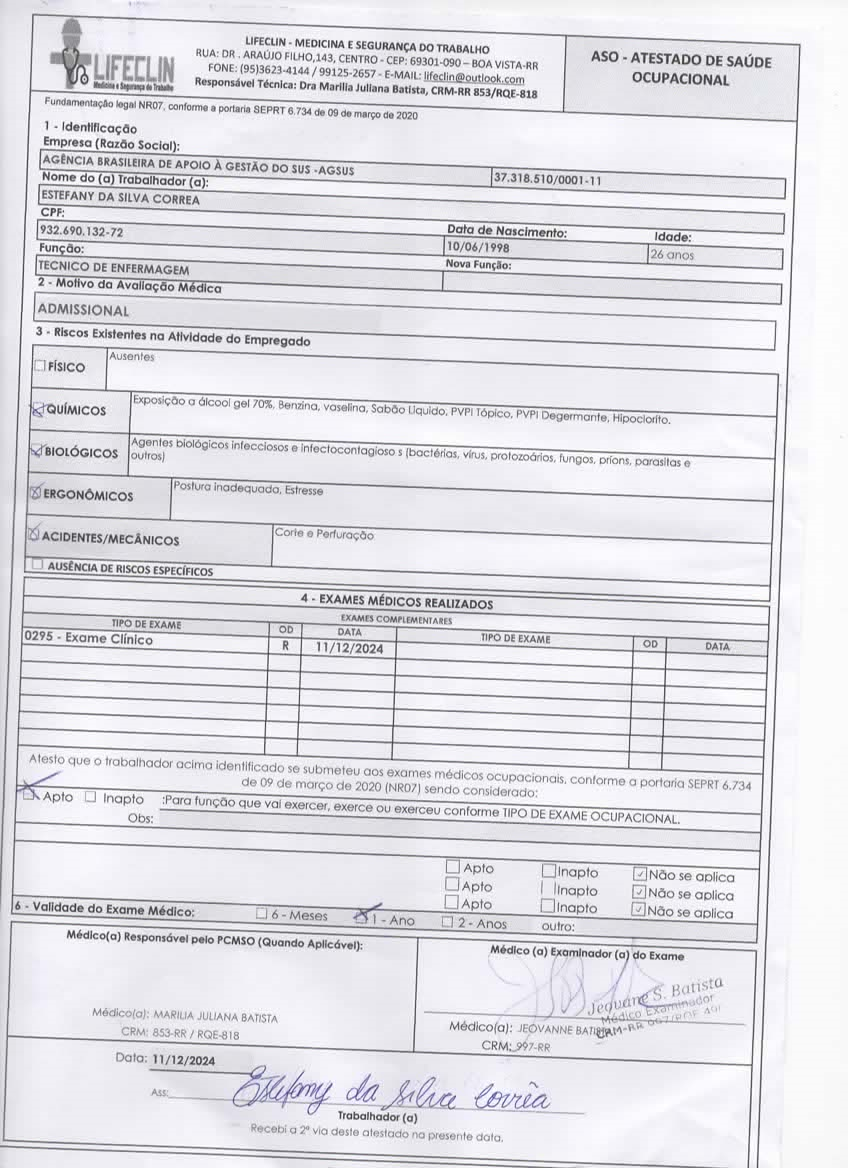 LIFECLIN
Medicina e Segurança do Trabalho
LIFECLIN - MEDICINA E SEGURANÇA DO TRABALHO
RUA: DR . ARAÚJO FILHO,143, CENTRO - CEP: 69301-090 – BOA VISTA-RR
FONE: (95)3623-4144 / 99125-2657 - E-MAIL: lifeclin@outlook.com
Responsável Técnica: Dra Marilia Juliana Batista, CRM-RR 853/RQE-818
ASO - ATESTADO DE SAÚDE
OCUPACIONAL
Fundamentação legal NR07, conforme a portaria SEPRT 6.734 de 09 de março de 2020
1 - Identificação
Empresa (Razão Social):
AGÊNCIA BRASILEIRA DE APOIO À GESTÃO DO SUS -AGSUS 37.318.510/0001-11
Nome do (a) Trabalhador (a):
ESTEFANY DA SILVA CORREA
CPF: Data de Nascimento: Idade:
932.690.132-72 10/06/1998 26 anos
Função: Nova Função:
TECNICO DE ENFERMAGEM
2 - Motivo da Avaliação Médica
ADMISSIONAL
3 - Riscos Existentes na Atividade do Empregado
FÍSICO Ausentes
QUÍMICOS Exposição a álcool gel 70%, Benzina, vaselina, Sabão Liquido, PVPI Tópico, PVPI Degermante, Hipoclorito.
BIOLÓGICOS Agentes biológicos infecciosos e infectocontagioso s (bactérias, vírus, protozoários, fungos, príons, parasitas e
outros)
ERGONÔMICOS Postura inadequada, Estresse
ACIDENTES/MECÂNICOS Corte e Perfuração
AUSÊNCIA DE RISCOS ESPECÍFICOS
4 - EXAMES MÉDICOS REALIZADOS
EXAMES COMPLEMENTARES
TIPO DE EXAME OD DATA TIPO DE EXAME OD DATA
0295 - Exame Clínico R 11/12/2024
Atesto que o trabalhador acima identificado se submeteu aos exames médicos ocupacionais, conforme a portaria SEPRT 6.734
de 09 de março de 2020 (NR07) sendo considerado:
Apto Inapto :Para função que vai exercer, exerce ou exerceu conforme TIPO DE EXAME OCUPACIONAL.
Obs:
Apto Inapto Não se aplica
Apto Inapto Não se aplica
Apto Inapto Não se aplica
6 - Validade do Exame Médico: 6 - Meses 1 - Ano 2 - Anos outro:
Médico(a) Responsável pelo PCMSO (Quando Aplicável):
Médico(a): MARILIA JULIANA BATISTA
CRM: 853-RR / RQE-818
Médico (a) Examinador (a) do Exame
Jeovane S. Batista
Médico Examinador
CRM-RR 997/RQE 491
Médico(a): JEOVANNE BATISTA
CRM: 997-RR
Data: 11/12/2024
Ass: Estefany da Silva Corrêa
Trabalhador (a)
Recebi a 2ª via deste atestado na presente data.